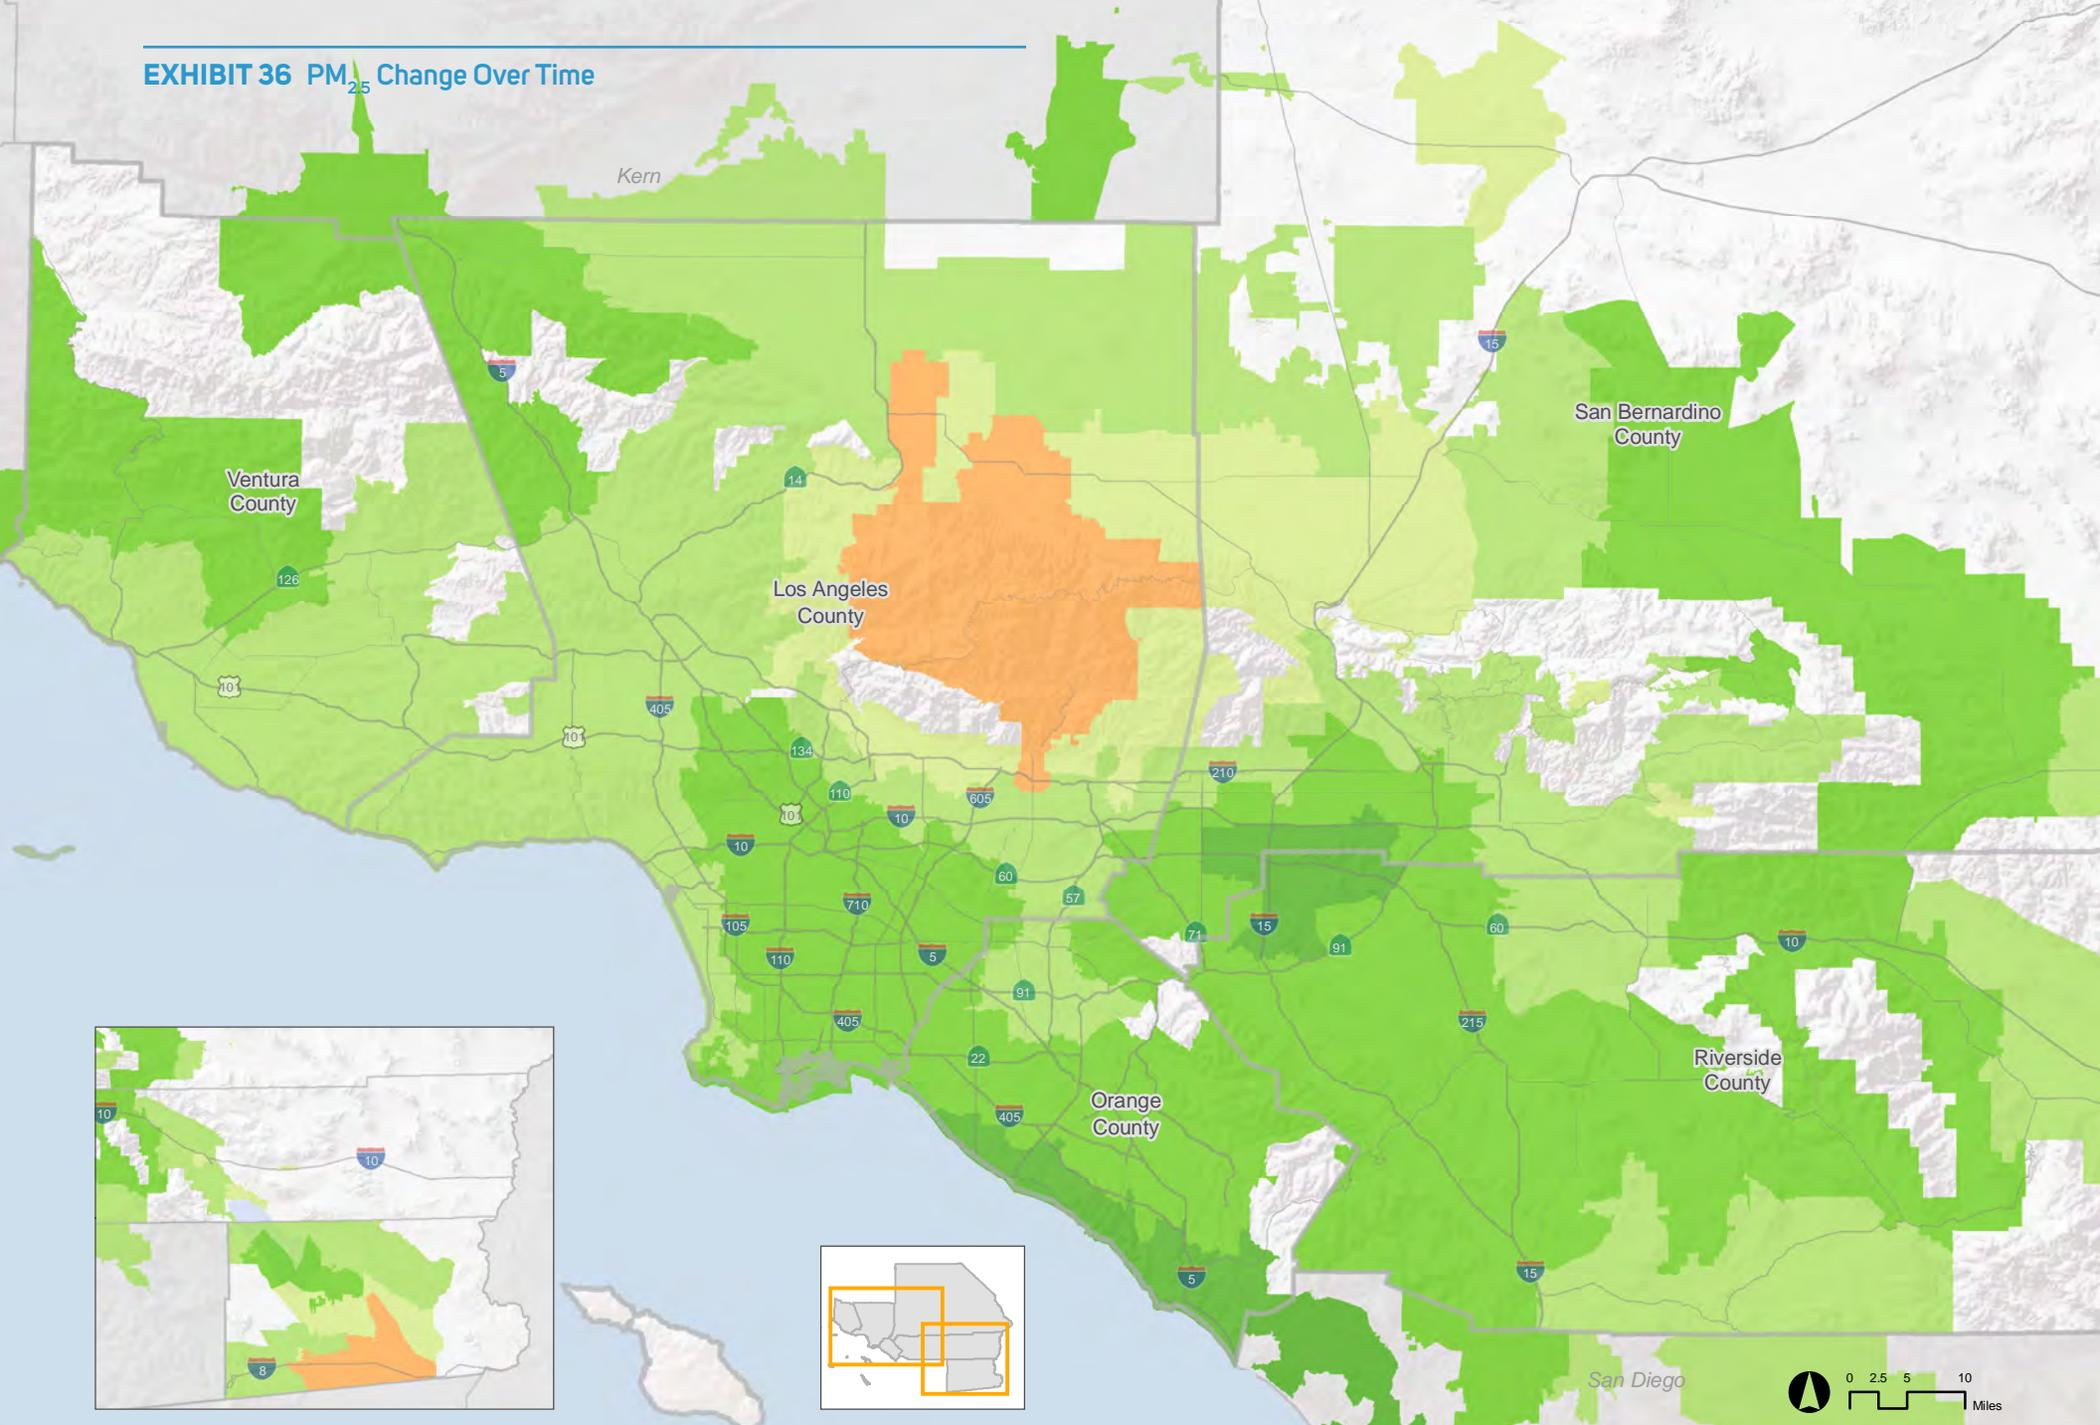 EXHIBIT 36 PM2.5 Change Over Time
Kern
15
5
San Bernardino
County
Ventura
County
14
126
Los Angeles
County
101
405
101
134
210
110
605
101
10
10
60
57
710
105
71
15
91
60
10
110
5
91
405
215
22
Riverside
County
405
Orange
County
10
10
5
15
8
San Diego
0 2.5 5 10
Miles